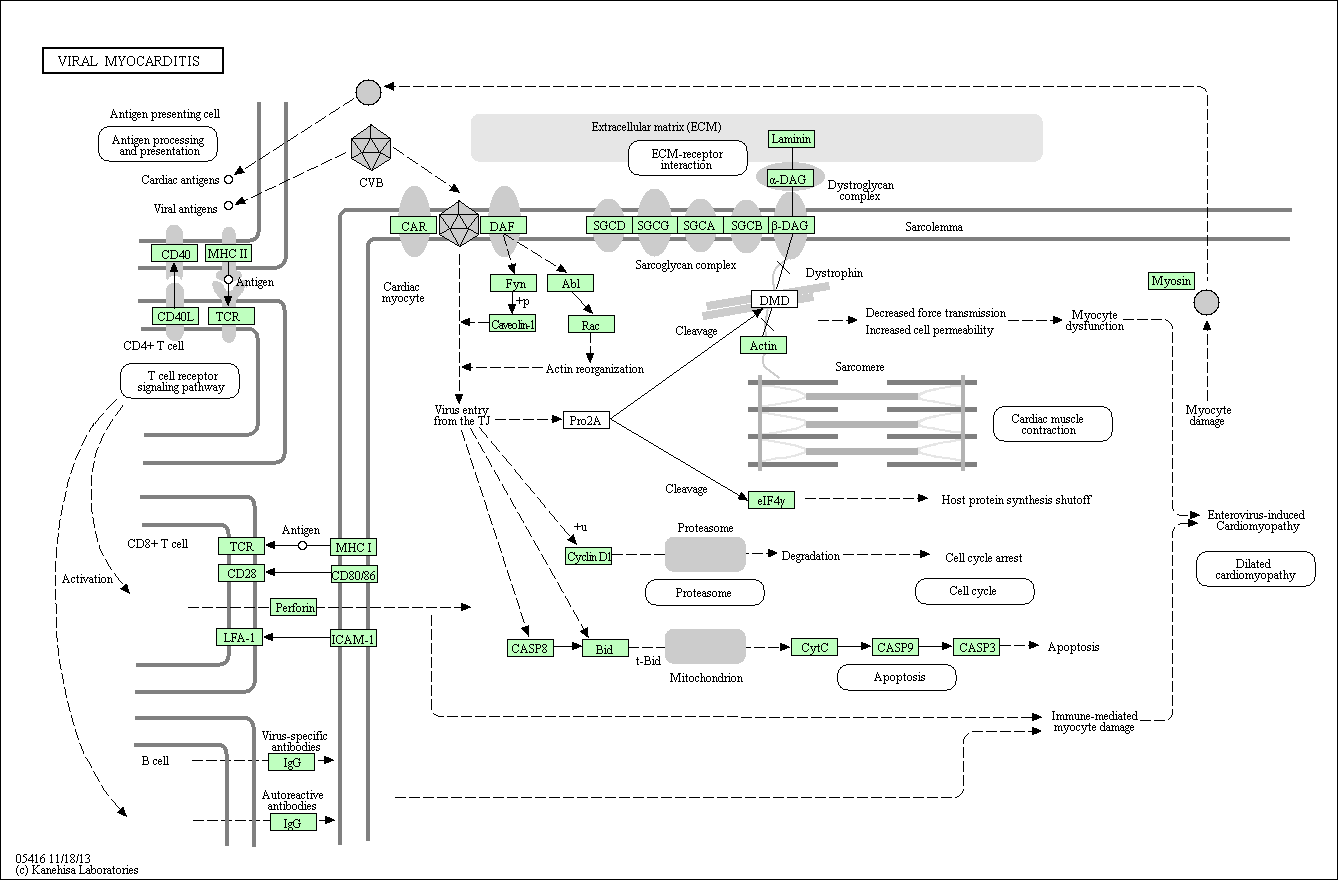 VIRAL MYOCARDITIS
Antigen presenting cell
Antigen processing
and presentation
Cardiac antigens
Viral antigens
CVB
Extracellular matrix (ECM)
ECM-receptor
interaction
Laminin
α-DAG
Dystroglycan
complex
CAR
DAF
SGCD
SGCG
SGCA
SGCB
β-DAG
Sarcolemma
Sarcoglycan complex
CD40
MHC II
Antigen
CD40L
TCR
CD4+ T cell
T cell receptor
signaling pathway
Cardiac
myocyte
Fyn
Abl
+p
Caveolin-1
Rac
Actin reorganization
Dystrophin
DMD
Cleavage
Actin
Decreased force transmission
Increased cell permeability
Myocyte
dysfunction
Myosin
Myocyte
damage
Sarcomere
Cardiac muscle
contraction
Virus entry
from the TJ
Pro2A
Cleavage
eIF4γ
Host protein synthesis shutoff
Enterovirus-induced
Cardiomyopathy
Dilated
cardiomyopathy
CD8+ T cell
TCR
Antigen
MHC I
CD28
CD80/86
Activation
Perforin
LFA-1
ICAM-1
+u
Cyclin D1
Proteasome
Degradation
Cell cycle arrest
Proteasome
Cell cycle
CASP8
Bid
t-Bid
Mitochondrion
CytC
CASP9
CASP3
Apoptosis
Apoptosis
Immune-mediated
myocyte damage
B cell
Virus-specific
antibodies
IgG
Autoreactive
antibodies
IgG
05416 11/18/13
(c) Kanehisa Laboratories